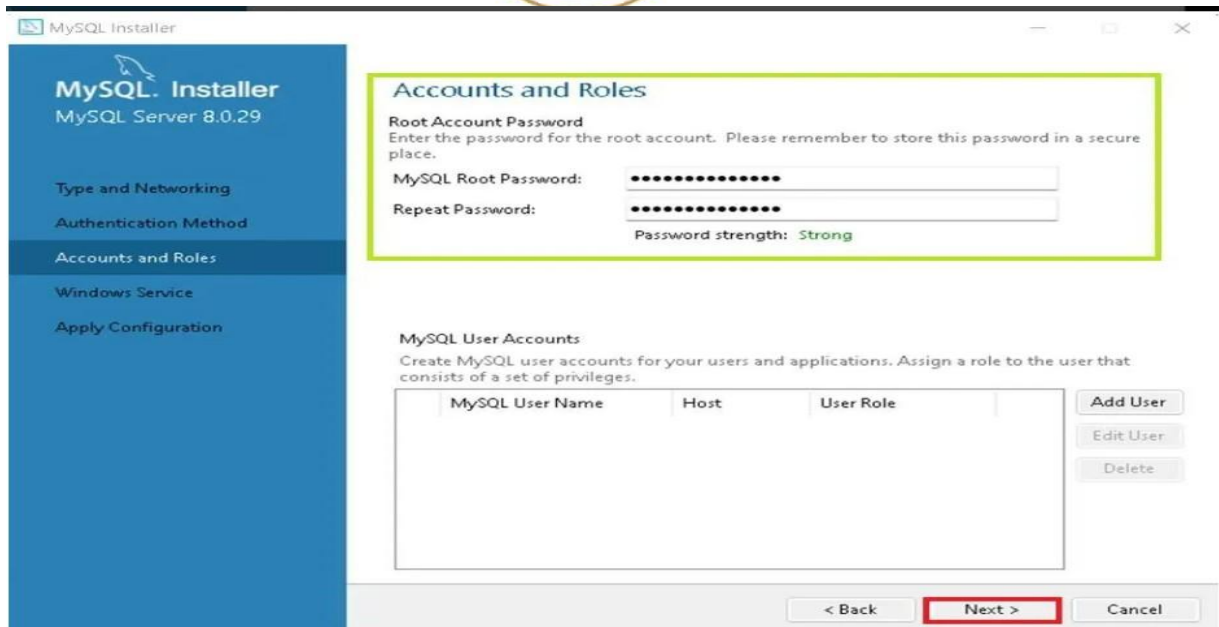 MySQL Installer
MySQL. Installer
MySQL Server 8.0.29
Type and Networking
Authentication Method
Accounts and Roles
Windows Service
Apply Configuration
Accounts and Roles
Root Account Password
Enter the password for the root account. Please remember to store this password in a secure
place.
MySQL Root Password: ••••••••••••••
Repeat Password: ••••••••••••••
Password strength: Strong
MySQL User Accounts
Create MySQL user accounts for your users and applications. Assign a role to the user that
consists of a set of privileges.
MySQL User Name Host User Role
Add User
Edit User
Delete
< Back Next > Cancel